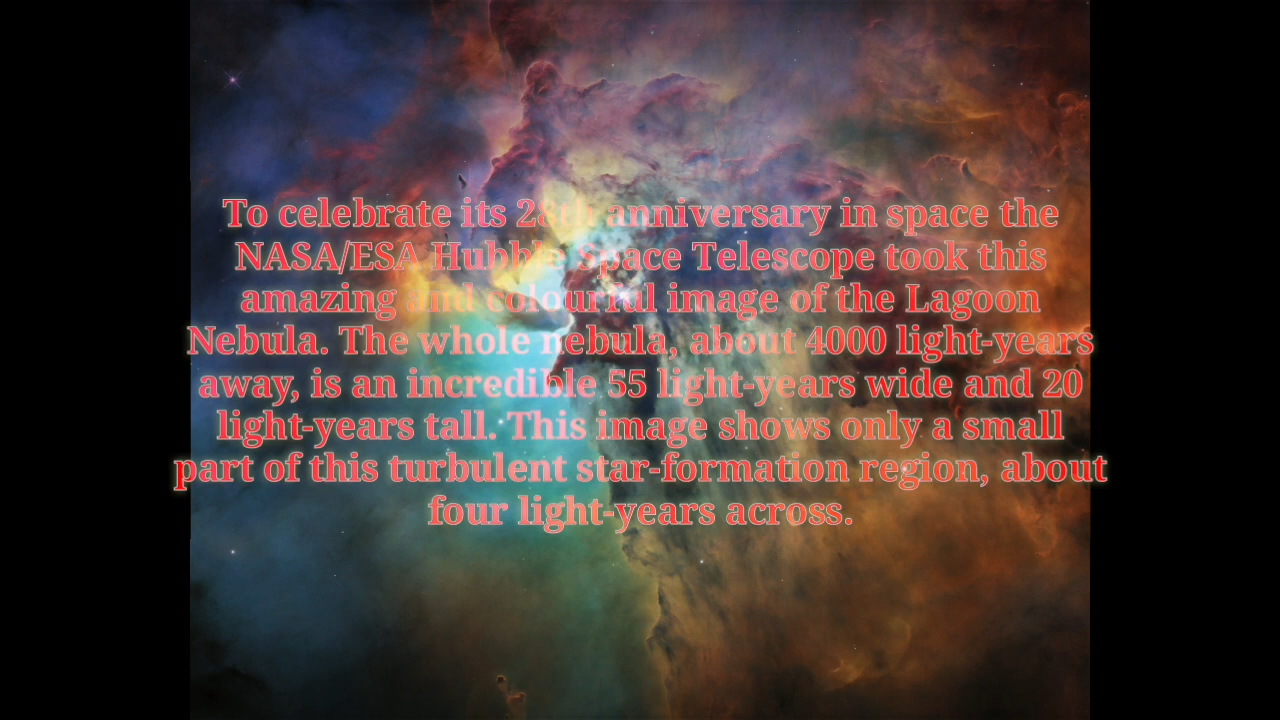 To celebrate its 28th anniversary in space the
NASA/ESA Hubble Space Telescope took this
amazing and colourful image of the Lagoon
Nebula. The whole nebula, about 4000 light-years
away, is an incredible 55 light-years wide and 20
light-years tall. This image shows only a small
part of this turbulent star-formation region, about
four light-years across.